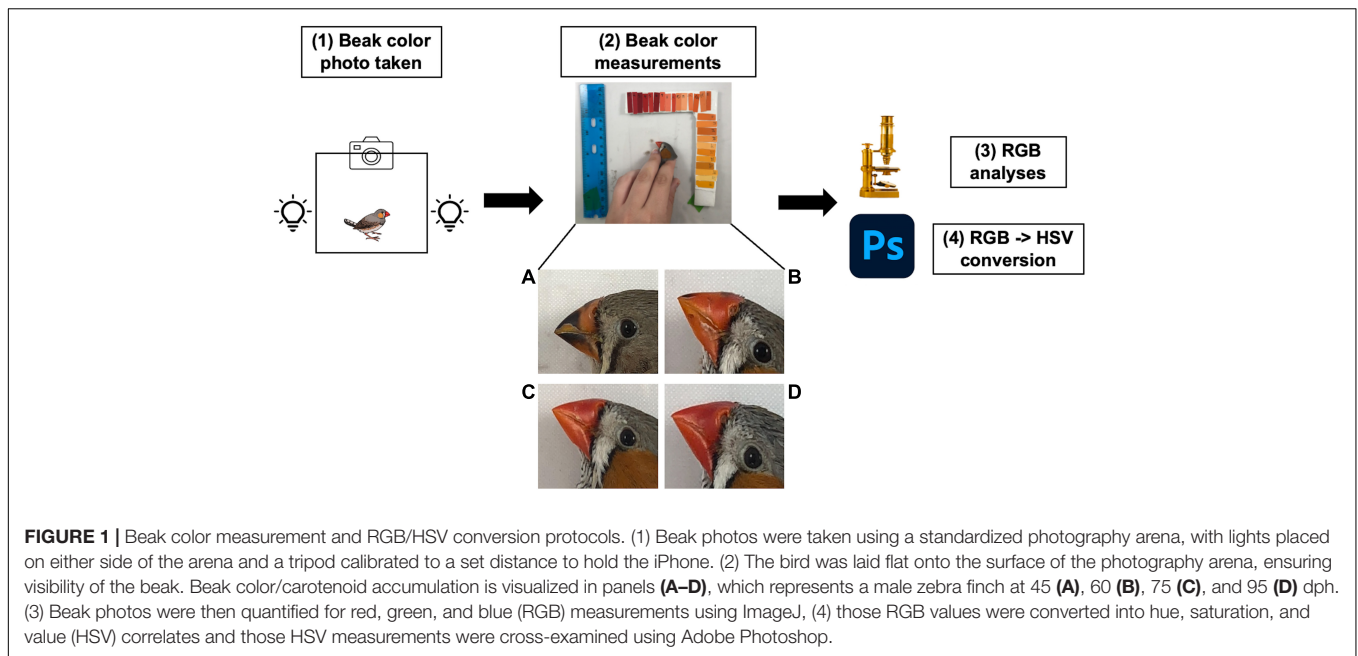 (1) Beak color
photo taken
(2) Beak color
measurements
(3) RGB
analyses
Ps
(4) RGB -> HSV
conversion
A
B
C
D
FIGURE 1 | Beak color measurement and RGB/HSV conversion protocols. (1) Beak photos were taken using a standardized photography arena, with lights placed
on either side of the arena and a tripod calibrated to a set distance to hold the iPhone. (2) The bird was laid flat onto the surface of the photography arena, ensuring
visibility of the beak. Beak color/carotenoid accumulation is visualized in panels (A–D), which represents a male zebra finch at 45 (A), 60 (B), 75 (C), and 95 (D) dph.
(3) Beak photos were then quantified for red, green, and blue (RGB) measurements using ImageJ, (4) those RGB values were converted into hue, saturation, and
value (HSV) correlates and those HSV measurements were cross-examined using Adobe Photoshop.